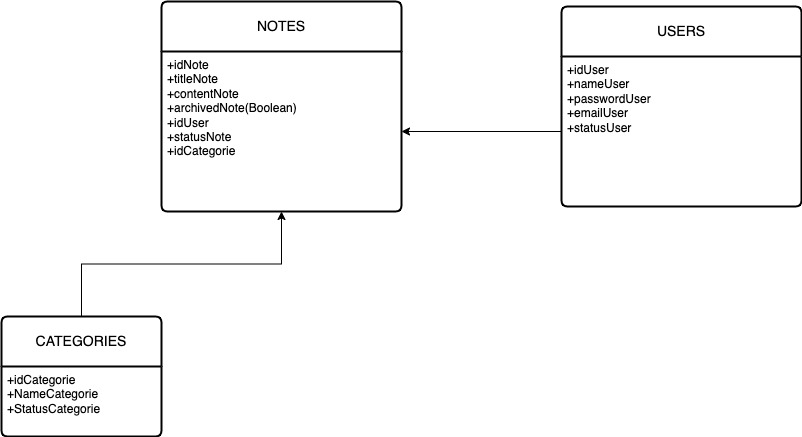 NOTES
+idNote
+titleNote
+contentNote
+archivedNote(Boolean)
+idUser
+statusNote
+idCategorie
USERS
+idUser
+nameUser
+passwordUser
+emailUser
+statusUser
CATEGORIES
+idCategorie
+NameCategorie
+StatusCategorie